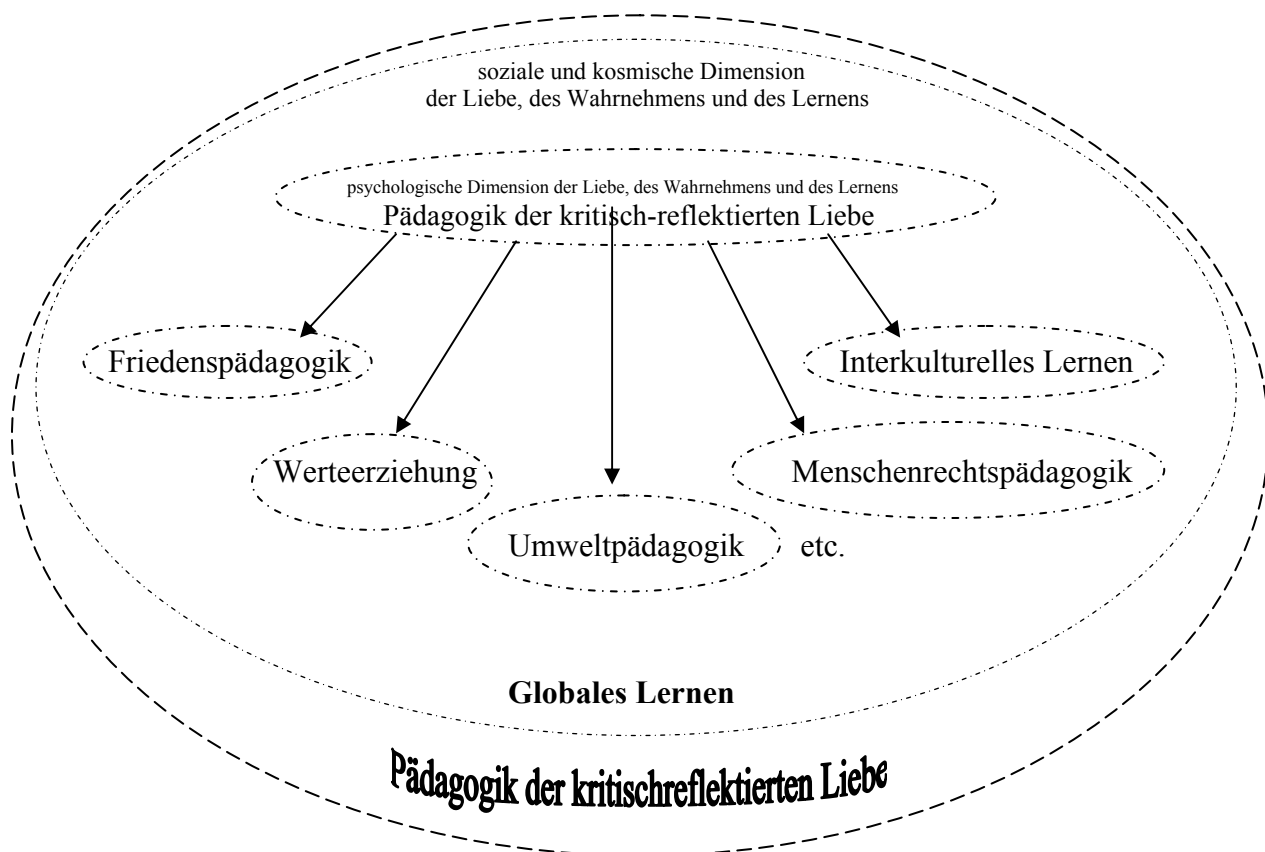 soziale und kosmische Dimension
der Liebe, des Wahrnehmens und des Lernens
psychologische Dimension der Liebe, des Wahrnehmens und des Lernens
Pädagogik der kritisch-reflektierten Liebe
Friedenspädagogik
Interkulturelles Lernen
Werteerziehung
Menschenrechtspädagogik
Umweltpädagogik etc.
Globales Lernen
Pädagogik der kritischreflektierten Liebe